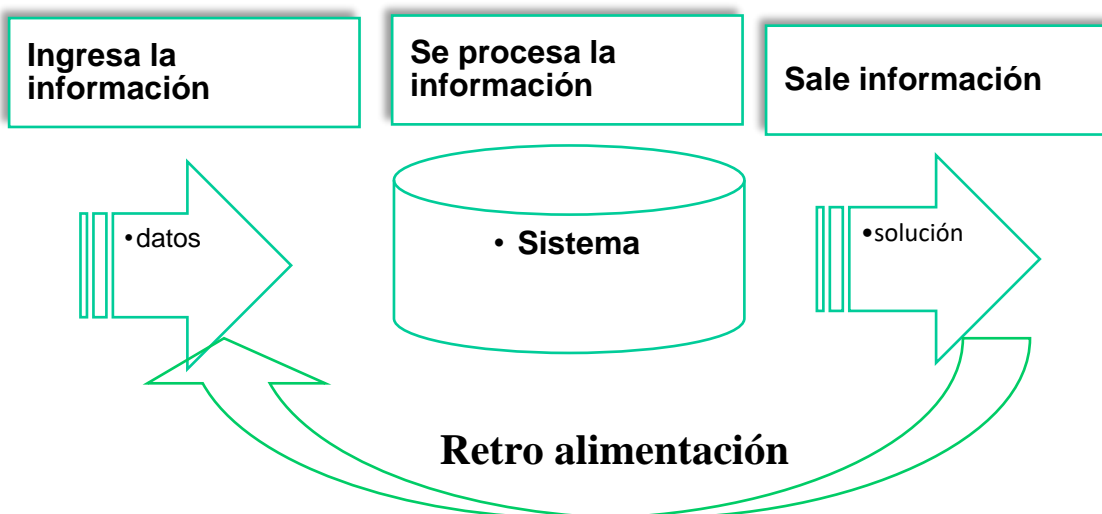 Ingresa la
información
Se procesa la
información
Sale información
•datos
• Sistema
•solución
Retro alimentación